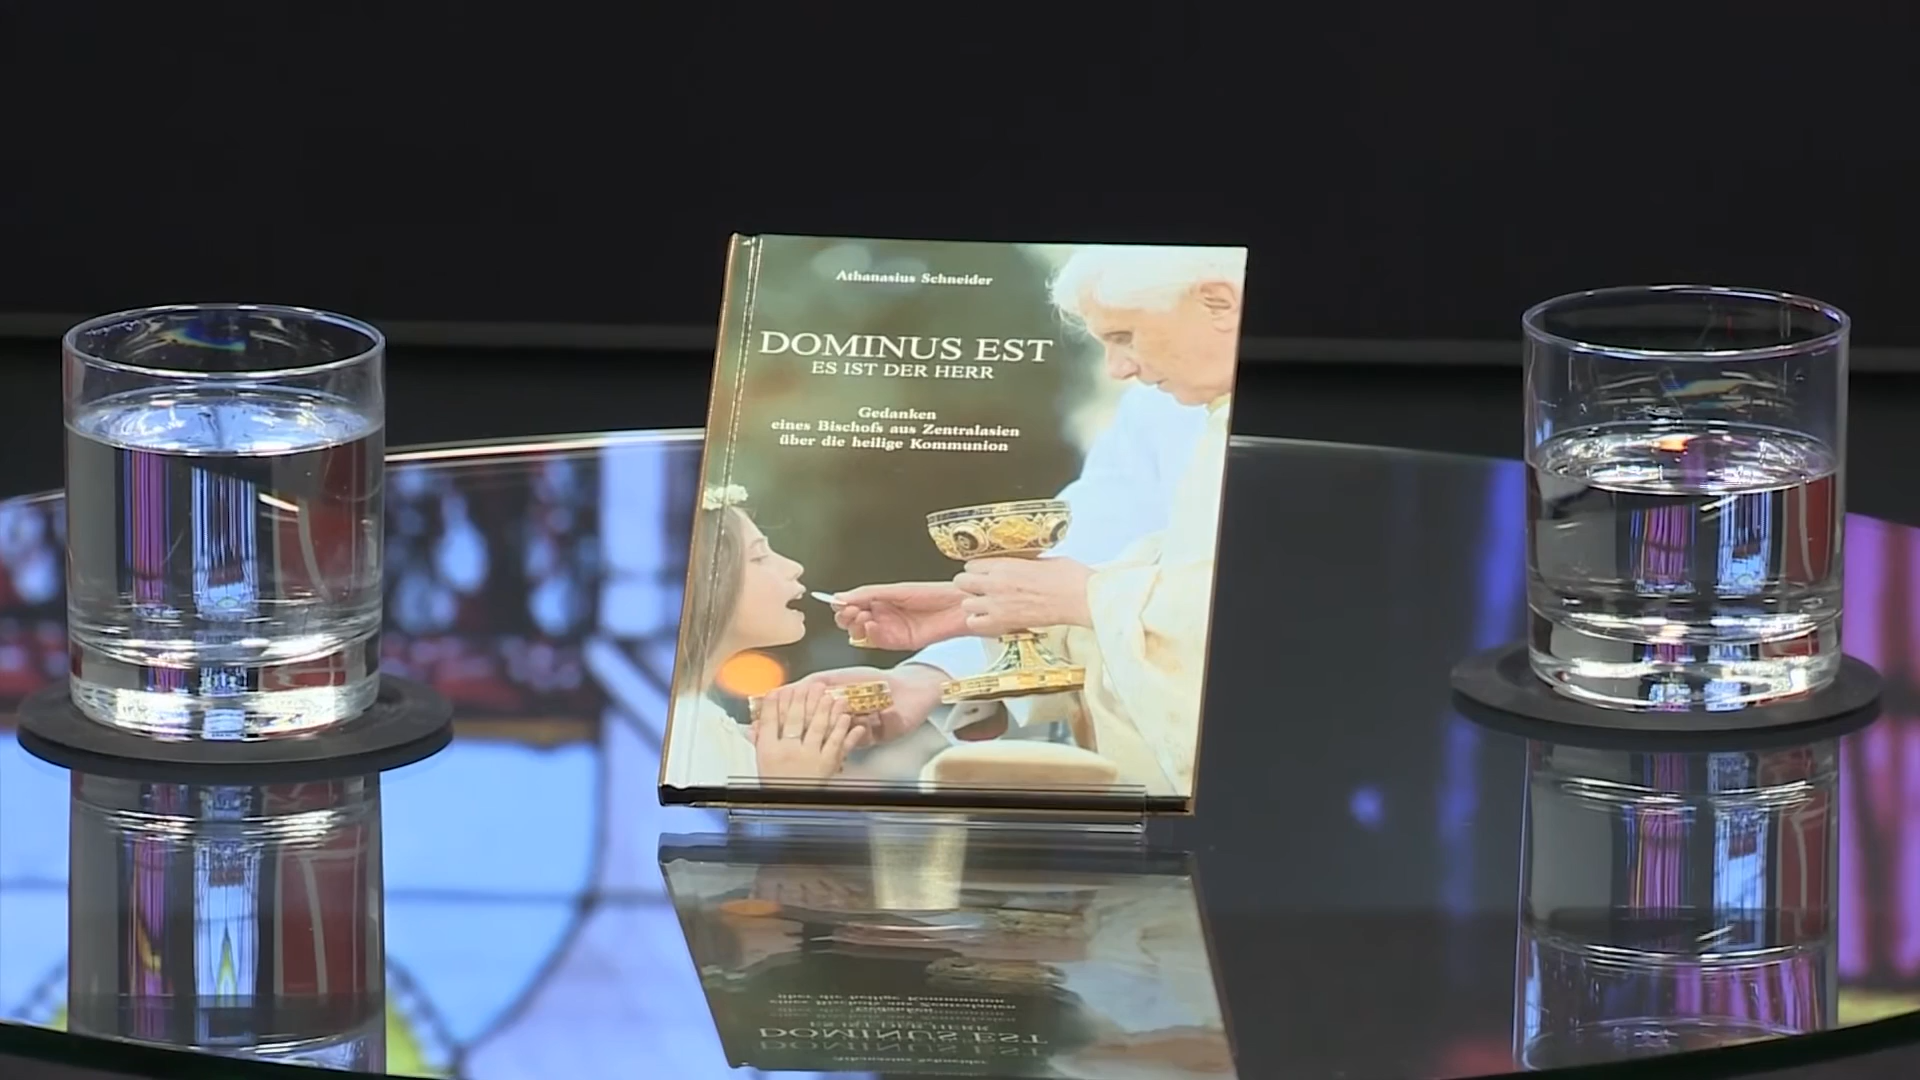 Athanasius Schneider
DOMINUS EST
ES IST DER HERR
Gedanken
eines Bischofs aus Zentralasien
über die heilige Kommunion